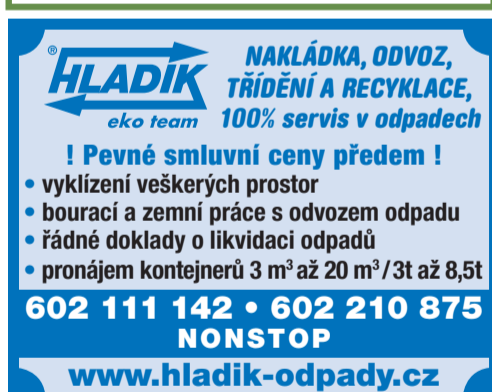 ® HLADÍK
eko team
NAKLÁDKA, ODVOZ,
TŘÍDĚNÍ A RECYKLACE,
100% servis v odpadech
! Pevné smluvní ceny předem !
• vyklízení veškerých prostor
• bourací a zemní práce s odvozem odpadu
• řádné doklady o likvidaci odpadů
• pronájem kontejnerů 3 m³ až 20 m³/3t až 8,5t
602 111 142 • 602 210 875
NONSTOP
www.hladik-odpady.cz